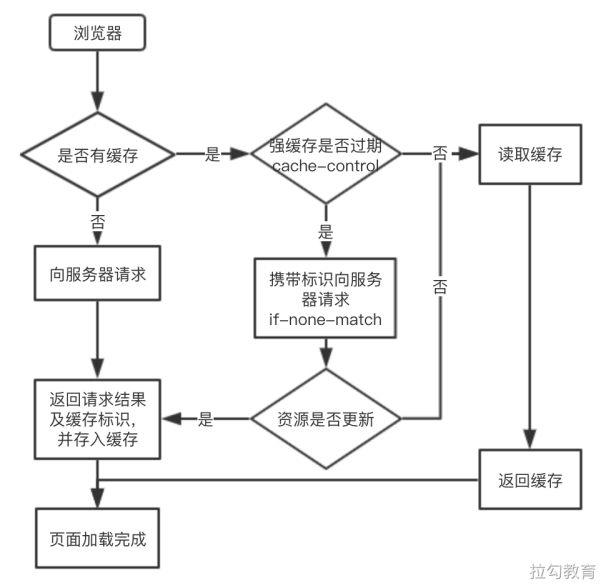 浏览器
是否有缓存
是
强缓存是否过期
cache-control
否
读取缓存
否
是
向服务器请求
携带标识向服务
器请求
if-none-match
否
返回请求结果
及缓存标识，
并存入缓存
是
资源是否更新
返回缓存
页面加载完成
拉勾教育